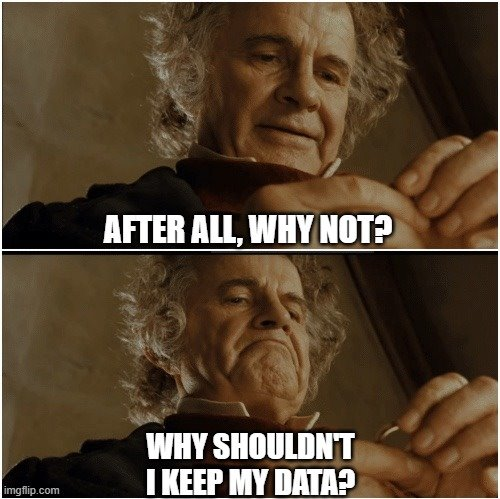 AFTER ALL, WHY NOT?
WHY SHOULDN'T
I KEEP MY DATA?
imgflip.com